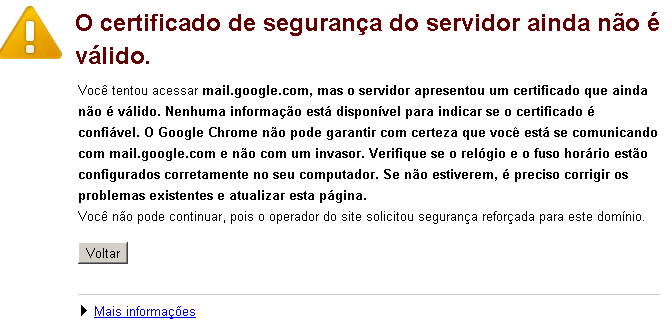 O certificado de segurança do servidor ainda não é
válido.
Você tentou acessar mail.google.com, mas o servidor apresentou um certificado que ainda
não é válido. Nenhuma informação está disponível para indicar se o certificado é
confiável. O Google Chrome não pode garantir com certeza que você está se comunicando
com mail.google.com e não com um invasor. Verifique se o relógio e o fuso horário estão
configurados corretamente no seu computador. Se não estiverem, é preciso corrigir os
problemas existentes e atualizar esta página.
Você não pode continuar, pois o operador do site solicitou segurança reforçada para este domínio.
Voltar
Mais informações